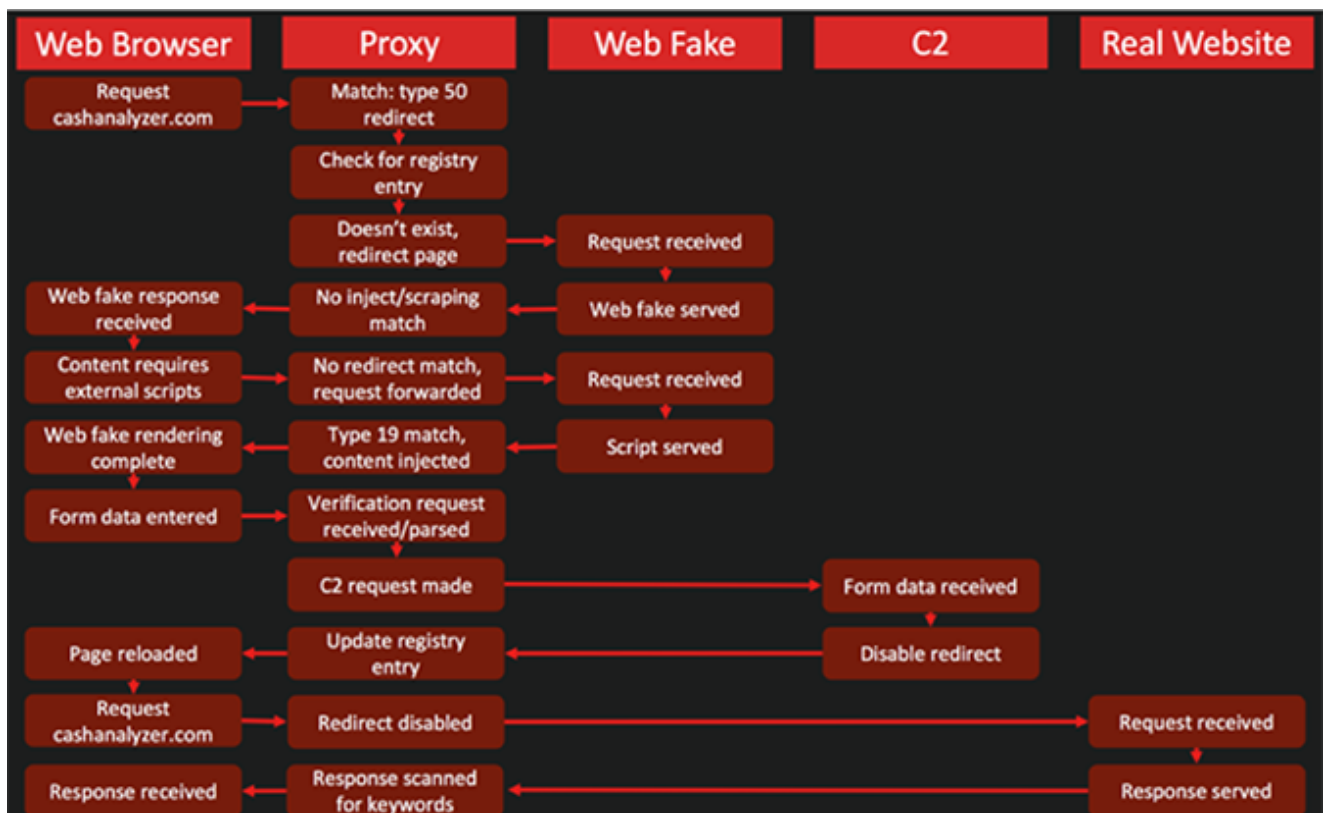 Web Browser
Proxy
Web Fake
C2
Real Website
Request
cashanalyzer.com
Match: type 50
redirect
Check for registry
entry
Doesn't exist,
redirect page
Request received
Web fake response
received
No inject/scraping
match
Web fake served
Content requires
external scripts
No redirect match,
request forwarded
Request received
Web fake rendering
complete
Type 19 match,
content injected
Script served
Form data entered
Verification request
received/parsed
C2 request made
Form data received
Page reloaded
Update registry
entry
Disable redirect
Request
cashanalyzer.com
Redirect disabled
Request received
Response received
Response scanned
for keywords
Response served